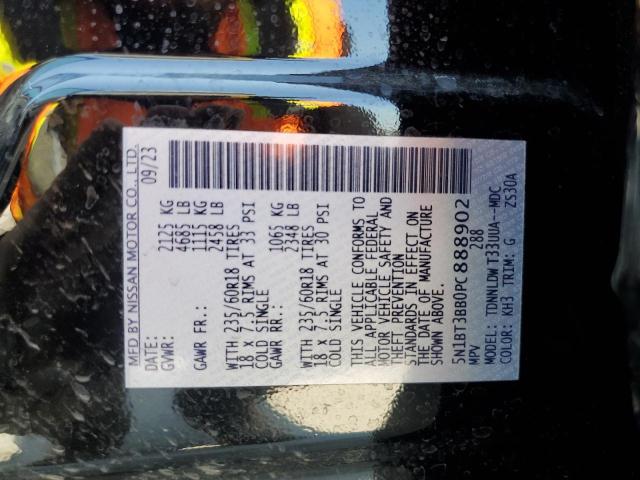 MFD BY NISSAN MOTOR CO., LTD.
DATE: 09/23
GVWR: 2125 KG
4685 LB
GAWR FR.: 1115 KG
2458 LB
WITH 235/60R18 TIRES
18 x 7.5 RIMS AT 33 PSI
COLD SINGLE
GAWR RR.: 1065 KG
2348 LB
WITH 235/60R18 TIRES
18 x 7.5 RIMS AT 30 PSI
COLD SINGLE
THIS VEHICLE CONFORMS TO
ALL APPLICABLE FEDERAL
MOTOR VEHICLE SAFETY AND
THEFT PREVENTION
STANDARDS IN EFFECT ON
THE DATE OF MANUFACTURE
SHOWN ABOVE.
5N1BT3BB0PC888902
MPV 288
MODEL: TDNNLDWT33UUA--MDC
COLOR: KH3 TRIM: G ZS30A